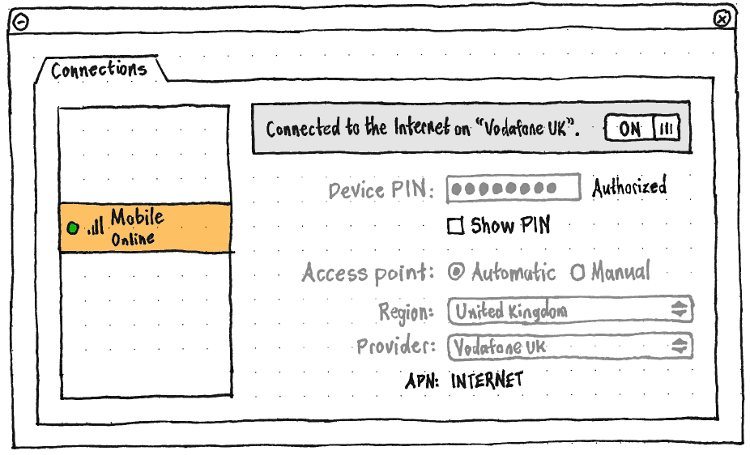 Connections
Connected to the Internet on “Vodafone UK”. ON
Mobile
Online
Device PIN: Authorized
Show PIN
Access point: Automatic Manual
Region: United Kingdom
Provider: Vodafone UK
APN: INTERNET